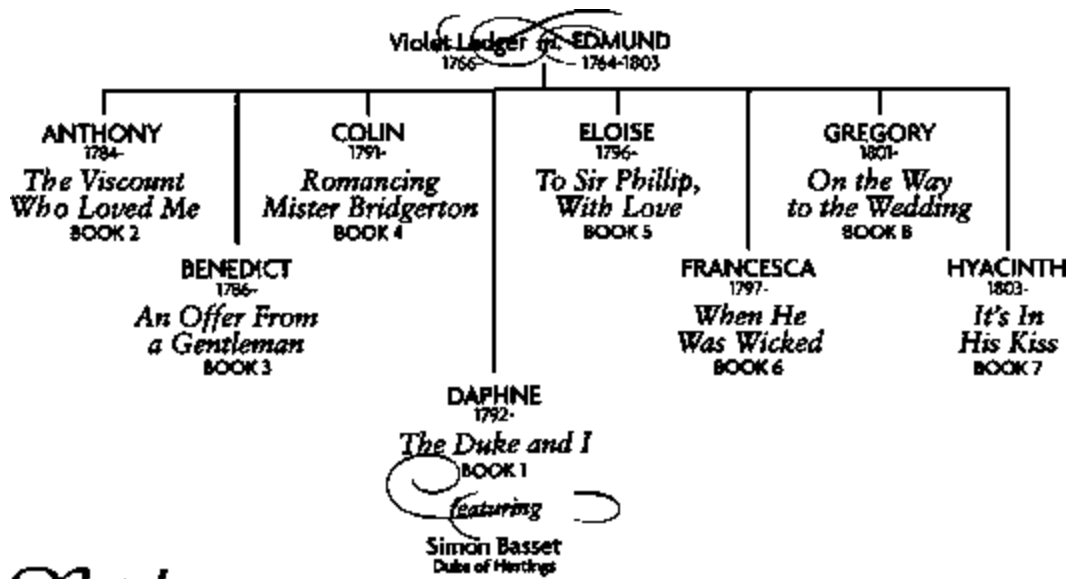 Violet Ledger m. EDMUND
1766- 1764-1803
ANTHONY
1784-
The Viscount
Who Loved Me
BOOK 2
COLIN
1791-
Romancing
Mister Bridgerton
BOOK 4
ELOISE
1796-
To Sir Phillip,
With Love
BOOK 5
GREGORY
1801-
On the Way
to the Wedding
BOOK 8
BENEDICT
1786-
An Offer From
a Gentleman
BOOK 3
FRANCESCA
1797-
When He
Was Wicked
BOOK 6
HYACINTH
1803-
It's In
His Kiss
BOOK 7
DAPHNE
1792-
The Duke and I
BOOK 1
featuring
Simon Basset
Duke of Hastings